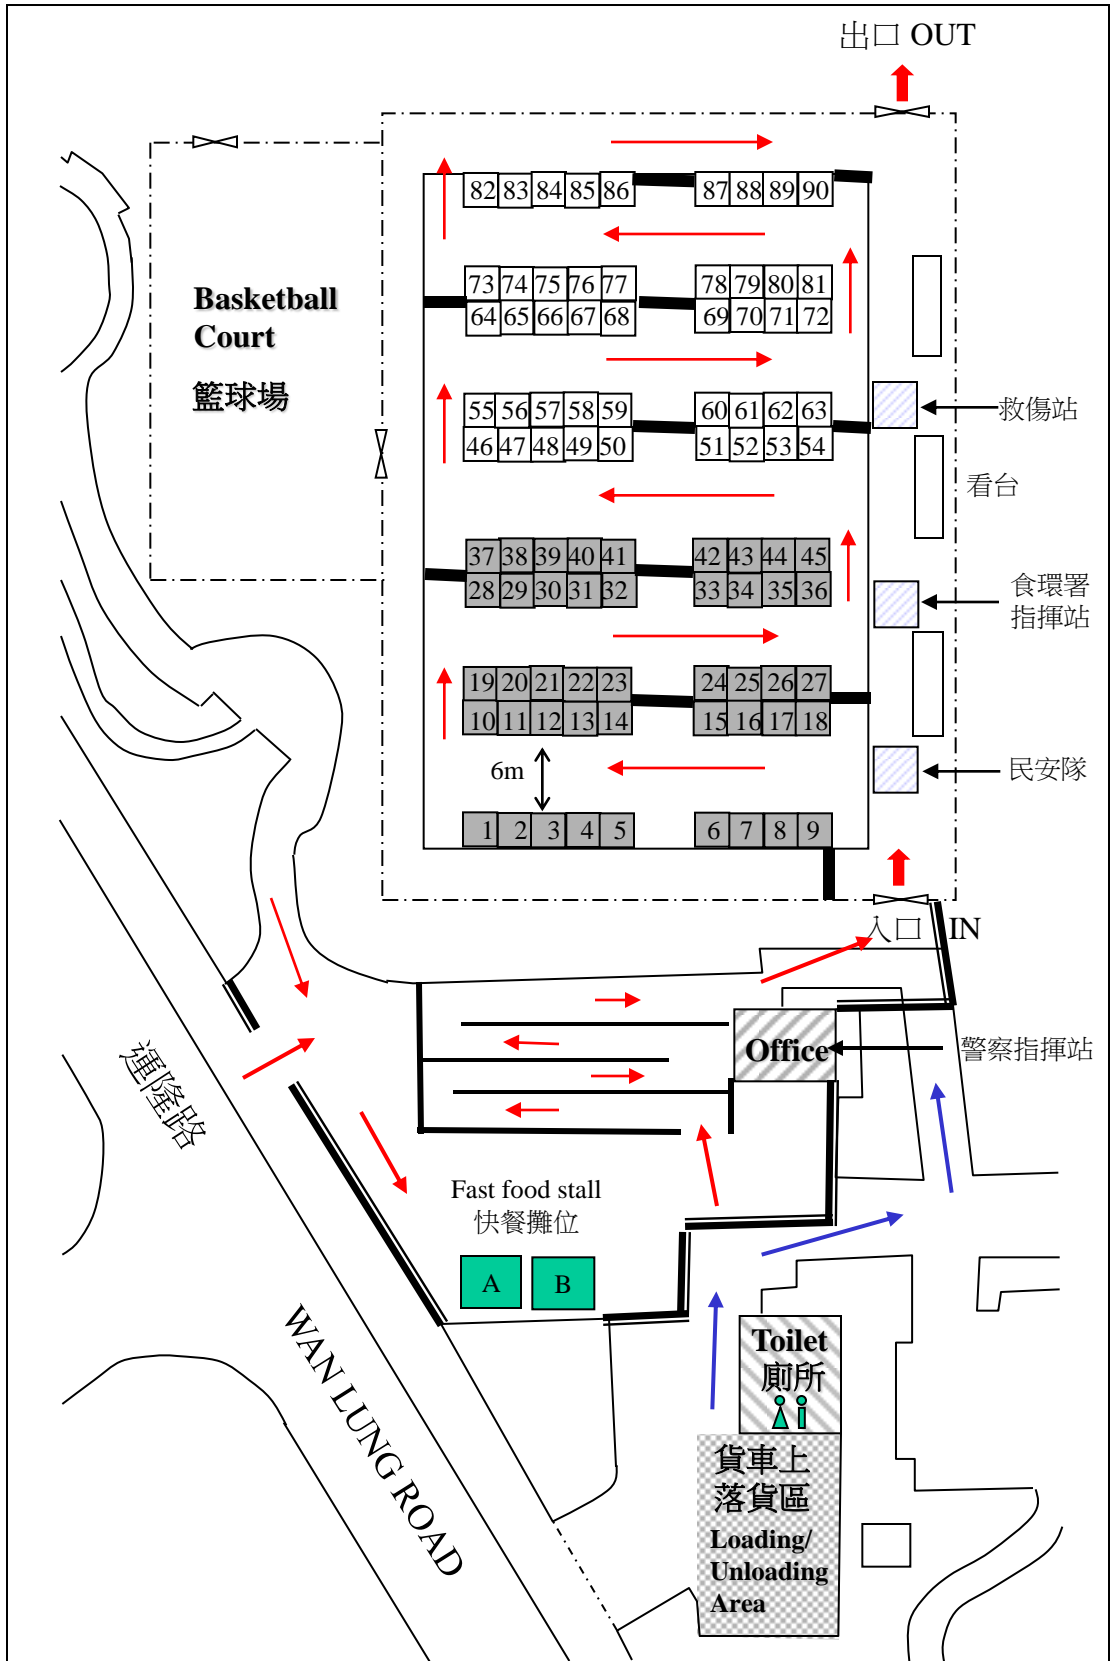 出口 OUT
82 83 84 85 86 87 88 89 90
73 74 75 76 77 78 79 80 81
64 65 66 67 68 69 70 71 72
Basketball
Court
籃球場
55 56 57 58 59 60 61 62 63
46 47 48 49 50 51 52 53 54
救傷站
看台
37 38 39 40 41 42 43 44 45
28 29 30 31 32 33 34 35 36
食環署
指揮站
19 20 21 22 23 24 25 26 27
10 11 12 13 14 15 16 17 18
6m
民安隊
1 2 3 4 5 6 7 8 9
入口 IN
Office
警察指揮站
運隆路
Fast food stall
快餐攤位
A B
WAN LUNG ROAD
Toilet
廁所
貨車上
落貨區
Loading/
Unloading
Area